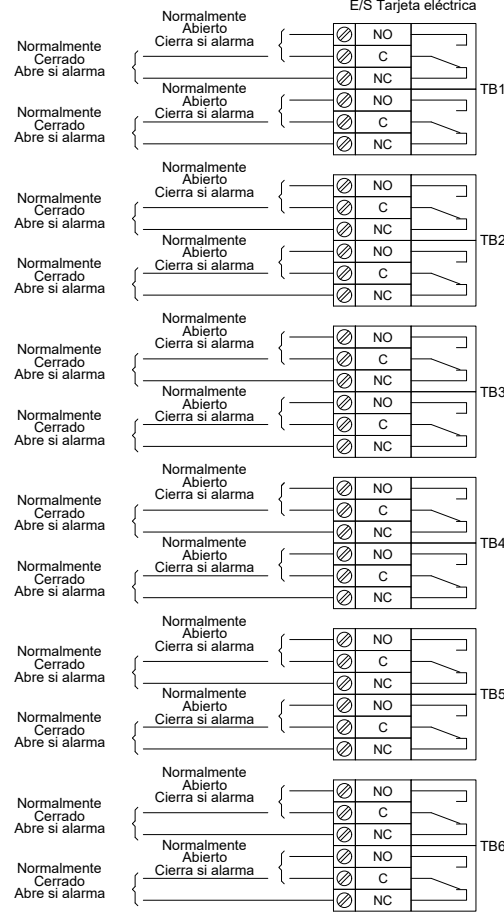 E/S Tarjeta eléctrica
Normalmente
Abierto
Cierra si alarma
Normalmente
Cerrado
Abre si alarma
NO
C
NC
Normalmente
Abierto
Cierra si alarma
Normalmente
Cerrado
Abre si alarma
NO
C
NC
TB1
Normalmente
Abierto
Cierra si alarma
Normalmente
Cerrado
Abre si alarma
NO
C
NC
Normalmente
Abierto
Cierra si alarma
Normalmente
Cerrado
Abre si alarma
NO
C
NC
TB2
Normalmente
Abierto
Cierra si alarma
Normalmente
Cerrado
Abre si alarma
NO
C
NC
Normalmente
Abierto
Cierra si alarma
Normalmente
Cerrado
Abre si alarma
NO
C
NC
TB3
Normalmente
Abierto
Cierra si alarma
Normalmente
Cerrado
Abre si alarma
NO
C
NC
Normalmente
Abierto
Cierra si alarma
Normalmente
Cerrado
Abre si alarma
NO
C
NC
TB4
Normalmente
Abierto
Cierra si alarma
Normalmente
Cerrado
Abre si alarma
NO
C
NC
Normalmente
Abierto
Cierra si alarma
Normalmente
Cerrado
Abre si alarma
NO
C
NC
TB5
Normalmente
Abierto
Cierra si alarma
Normalmente
Cerrado
Abre si alarma
NO
C
NC
Normalmente
Abierto
Cierra si alarma
Normalmente
Cerrado
Abre si alarma
NO
C
NC
TB6